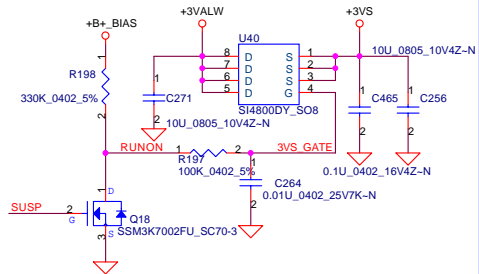 +B+_BIAS
+3VALW
+3VS
U40
R198
330K_0402_5%
1
2
1
2
C271
10U_0805_10V4Z~N
8 D S 1
7 D S 2
6 D S 3
5 D G 4
SI4800DY_SO8
10U_0805_10V4Z~N
1
2
C465
1
2
C256
0.1U_0402_16V4Z~N
RUNON
1 2
R197
100K_0402_5%
3VS_GATE
1
2
C264
0.01U_0402_25V7K~N
SUSP
2
G
1
D
3
S
Q18
SSM3K7002FU_SC70-3